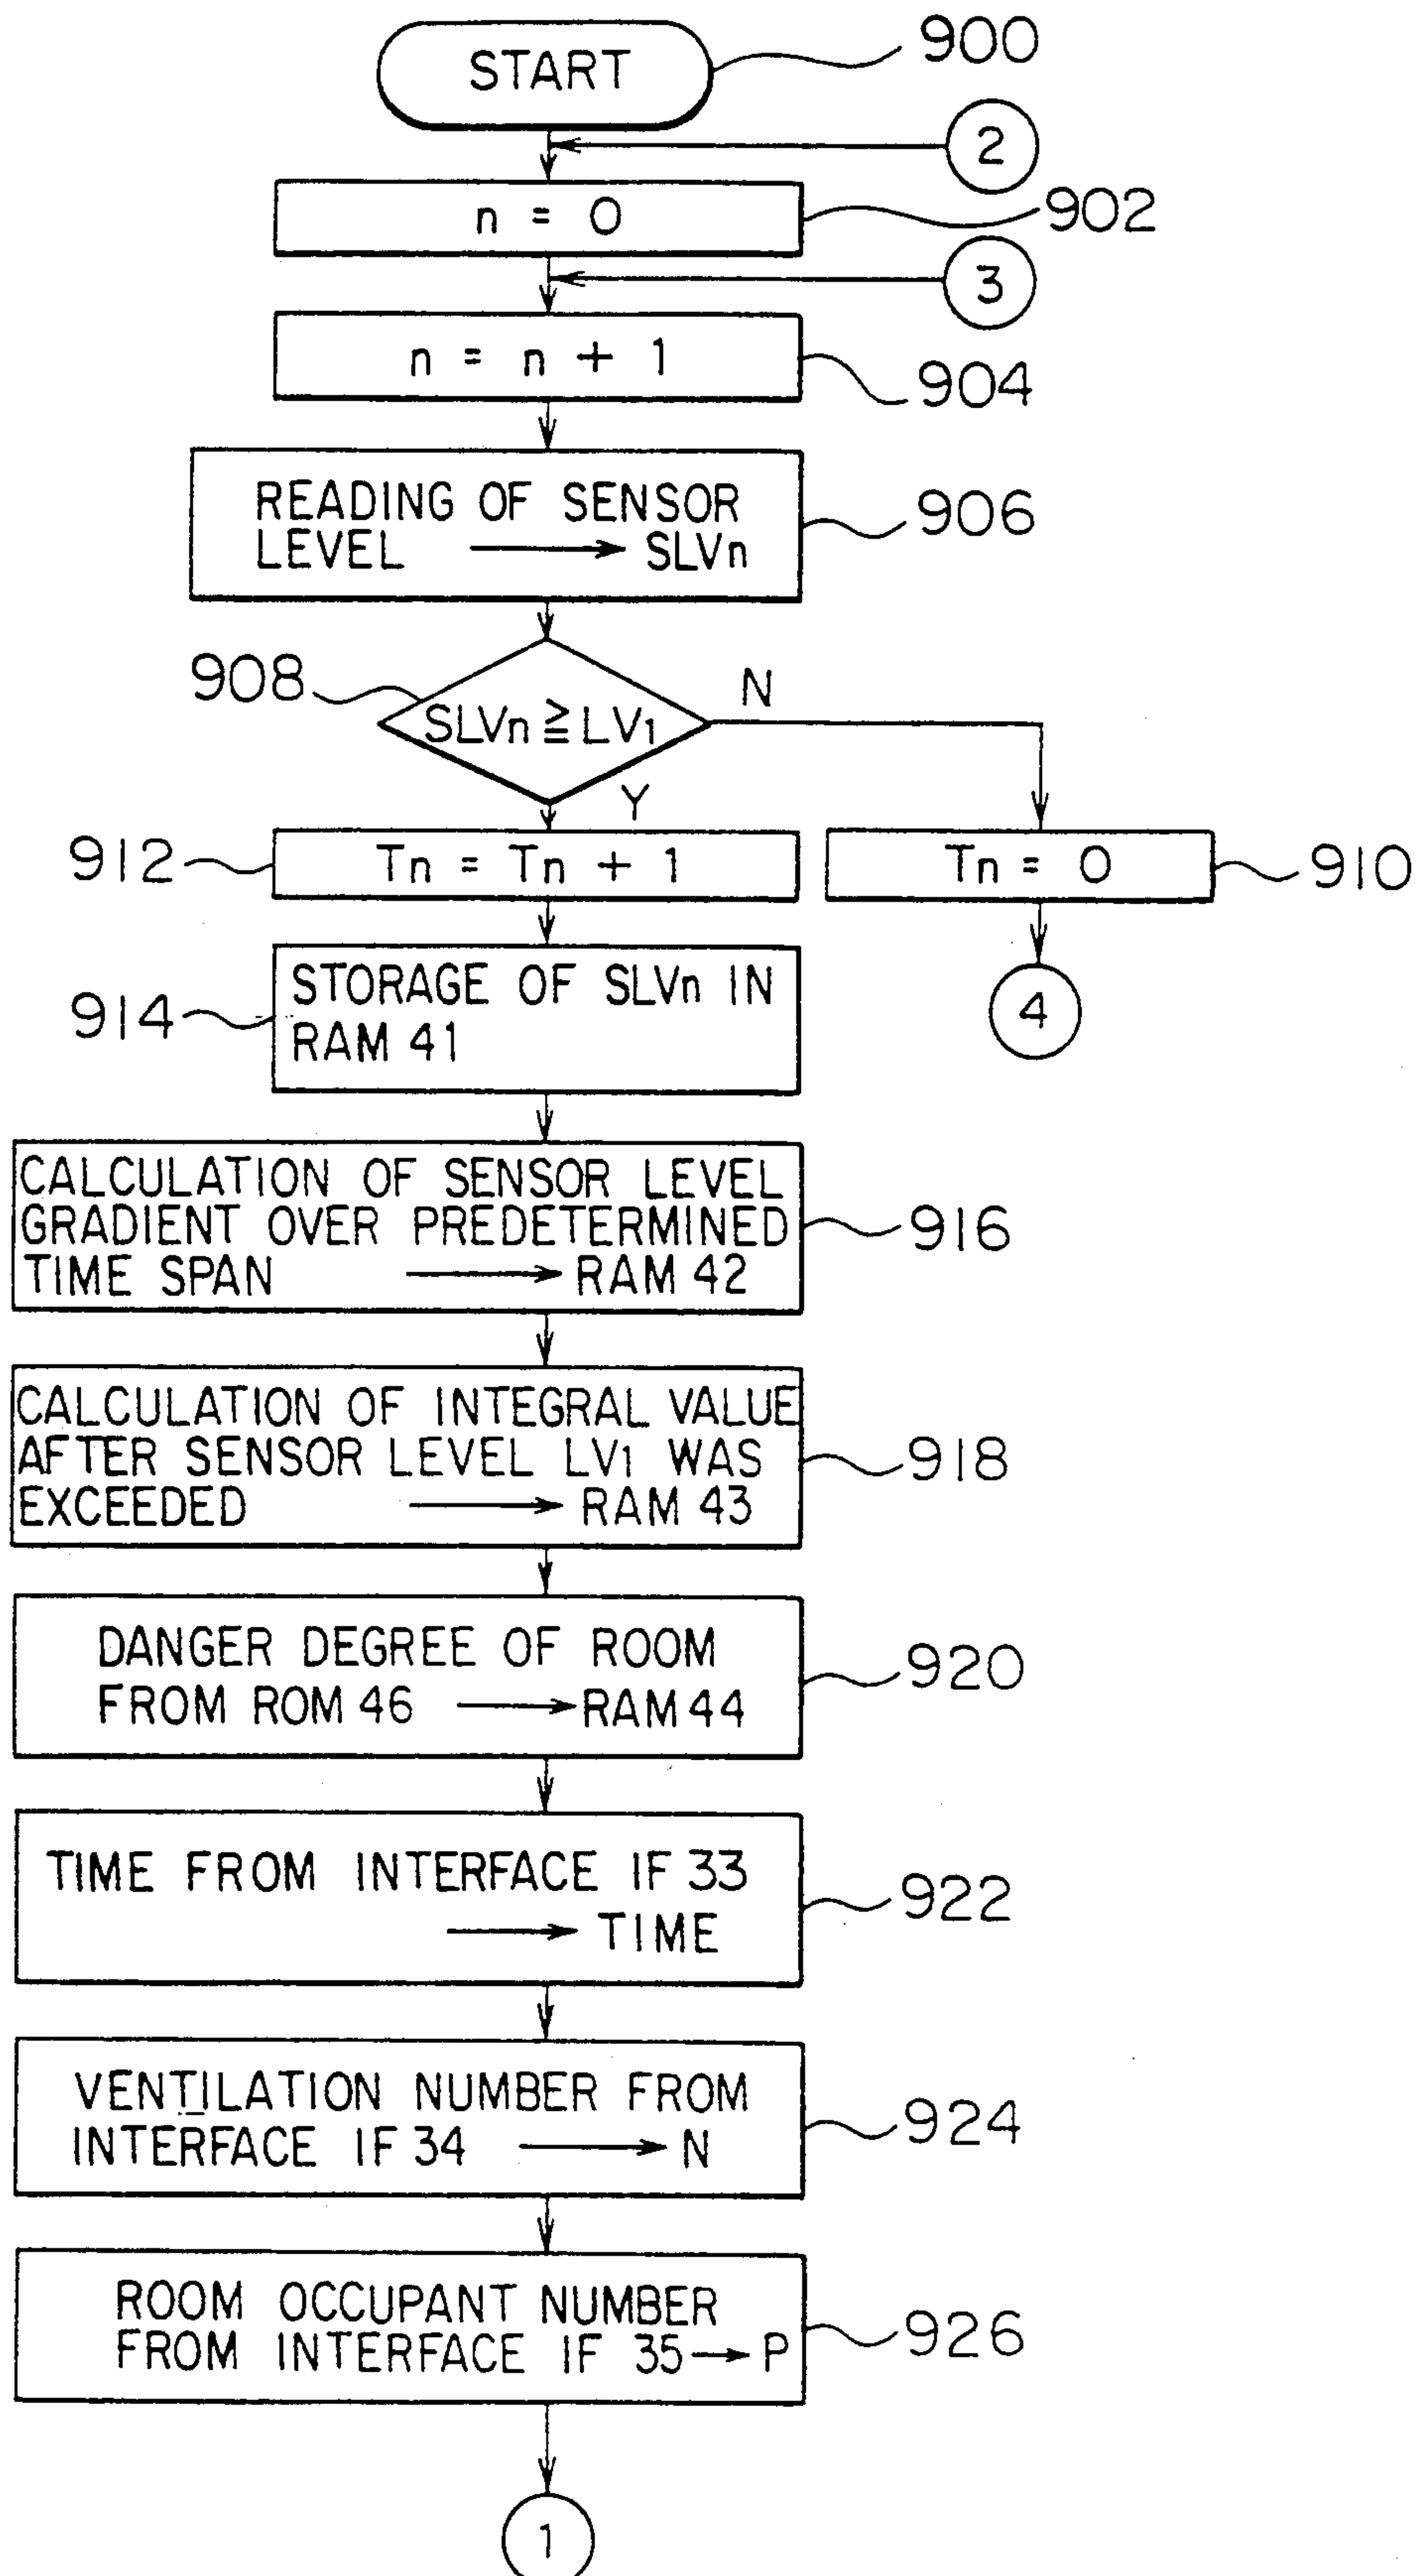 START
900
2
n = 0
902
3
n = n + 1
904
READING OF SENSOR
LEVEL → SLVn
906
908
SLVn ≧ LV1
N
Y
912
Tn = Tn + 1
Tn = 0
910
914
STORAGE OF SLVn IN
RAM 41
4
CALCULATION OF SENSOR LEVEL
GRADIENT OVER PREDETERMINED
TIME SPAN → RAM 42
916
CALCULATION OF INTEGRAL VALUE
AFTER SENSOR LEVEL LV1 WAS
EXCEEDED → RAM 43
918
DANGER DEGREE OF ROOM
FROM ROM 46 → RAM 44
920
TIME FROM INTERFACE IF 33
→ TIME
922
VENTILATION NUMBER FROM
INTERFACE IF 34 → N
924
ROOM OCCUPANT NUMBER
FROM INTERFACE IF 35 → P
926
1